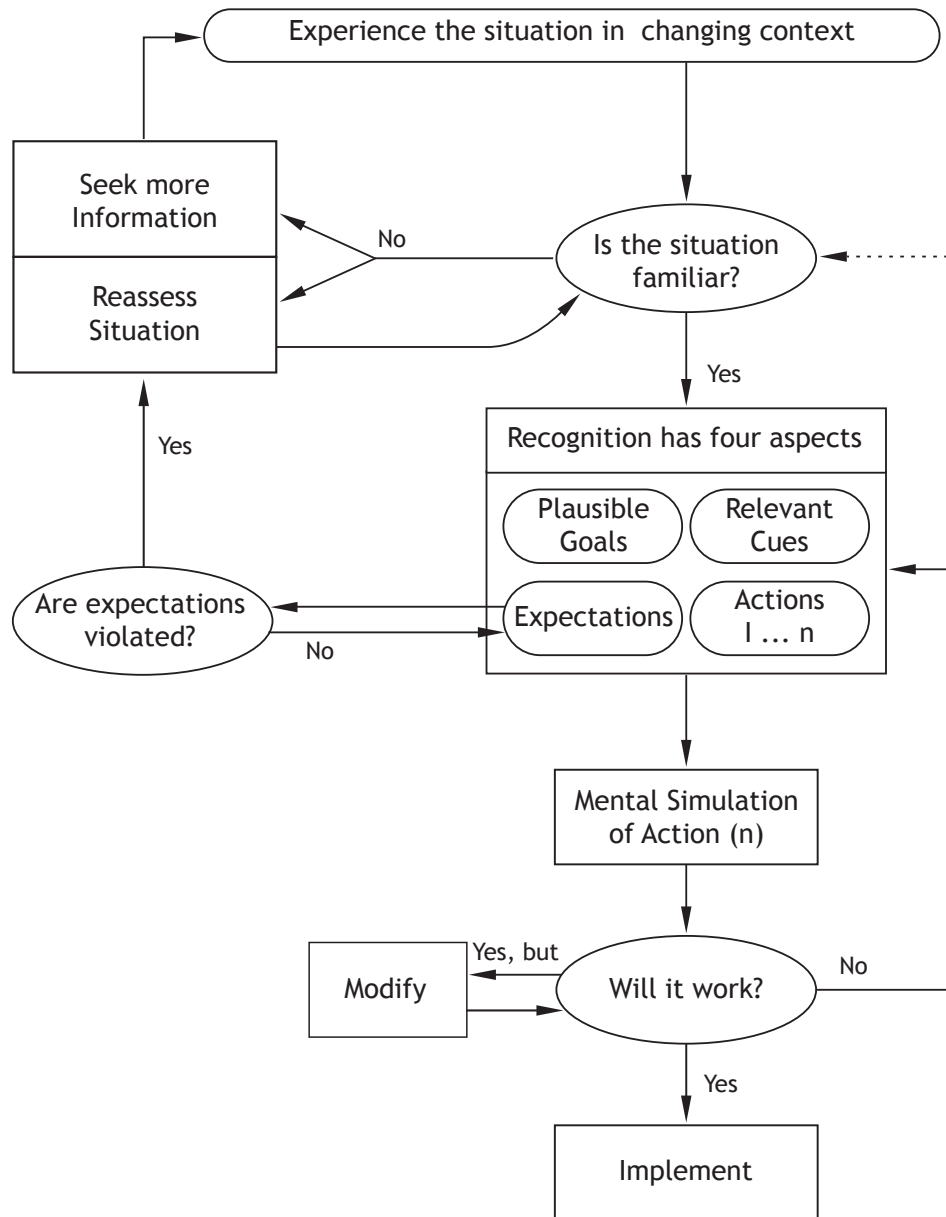 Experience the situation in changing context
Seek more
Information
No
Is the situation
familiar?
Reassess
Situation
Yes
Recognition has four aspects
Yes
Plausible
Goals
Relevant
Cues
Are expectations
violated?
Expectations
Actions
I ... n
No
Mental Simulation
of Action (n)
Yes, but
No
Modify
Will it work?
Yes
Implement